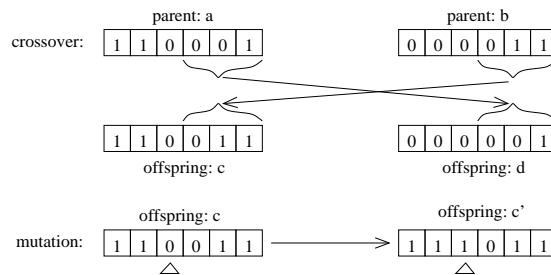 parent: a parent: b
crossover: 1 1 0 0 0 1 0 0 0 0 1 1
1 1 0 0 1 1 0 0 0 0 0 1
offspring: c offspring: d
offspring: c offspring: c’
mutation: 1 1 0 0 1 1 1 1 1 0 1 1